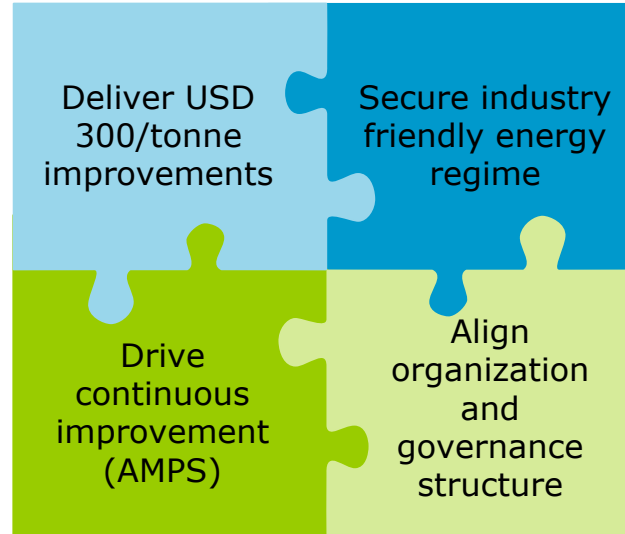 Deliver USD
300/tonne
improvements
Secure industry
friendly energy
regime
Drive
continuous
improvement
(AMPS)
Align
organization
and
governance
structure